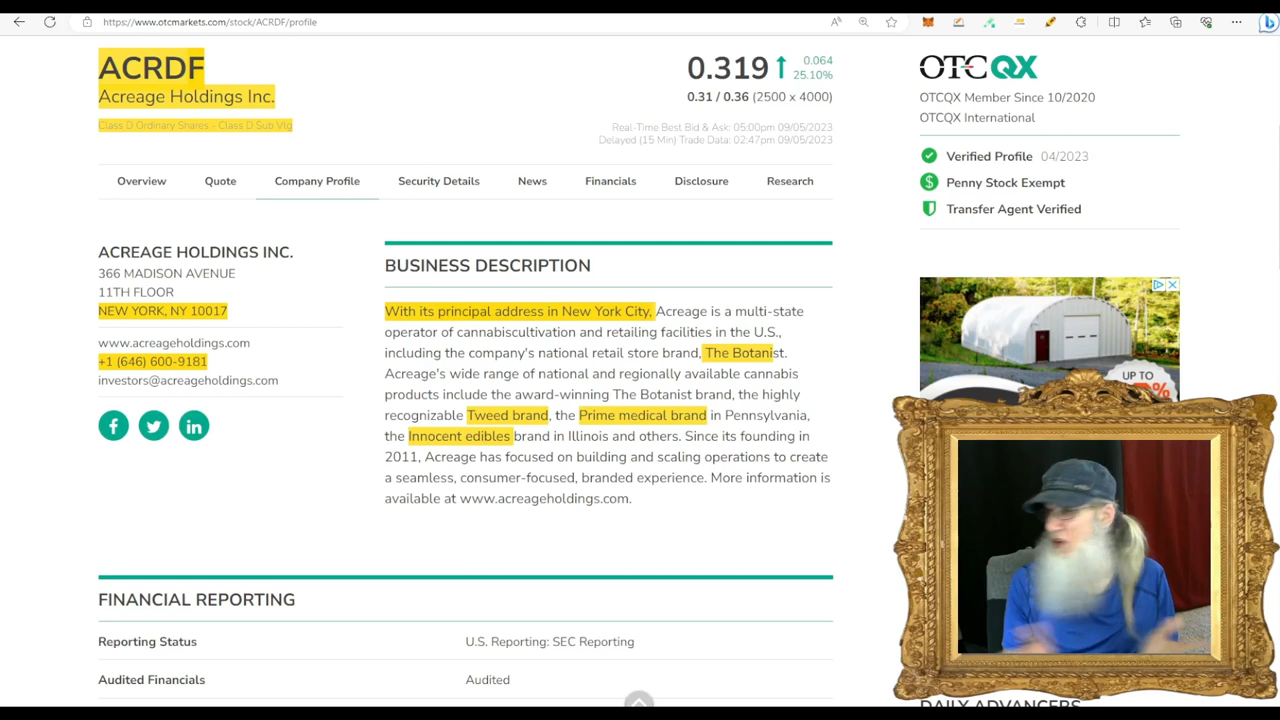 https://www.otcmarkets.com/stock/ACRDF/profile
ACRDF
Acreage Holdings Inc.
Class D Ordinary Shares - Class D Sub Vtg
0.319
0.064
25.10%
0.31 / 0.36 (2500 x 4000)
Real-Time Best Bid & Ask: 05:00pm 09/05/2023
Delayed (15 Min) Trade Data: 02:47pm 09/05/2023
OTCQX
OTCQX Member Since 10/2020
OTCQX International
Verified Profile 04/2023
Penny Stock Exempt
Transfer Agent Verified
Overview Quote Company Profile Security Details News Financials Disclosure Research
ACREAGE HOLDINGS INC.
366 MADISON AVENUE
11TH FLOOR
NEW YORK, NY 10017
www.acreageholdings.com
+1 (646) 600-9181
investors@acreageholdings.com
BUSINESS DESCRIPTION
With its principal address in New York City, Acreage is a multi-state
operator of cannabiscultivation and retailing facilities in the U.S.,
including the company's national retail store brand, The Botanist.
Acreage's wide range of national and regionally available cannabis
products include the award-winning The Botanist brand, the highly
recognizable Tweed brand, the Prime medical brand in Pennsylvania,
the Innocent edibles brand in Illinois and others. Since its founding in
2011, Acreage has focused on building and scaling operations to create
a seamless, consumer-focused, branded experience. More information is
available at www.acreageholdings.com.
UP TO
FINANCIAL REPORTING
Reporting Status U.S. Reporting: SEC Reporting
Audited Financials Audited
DAILY ADVANCERS